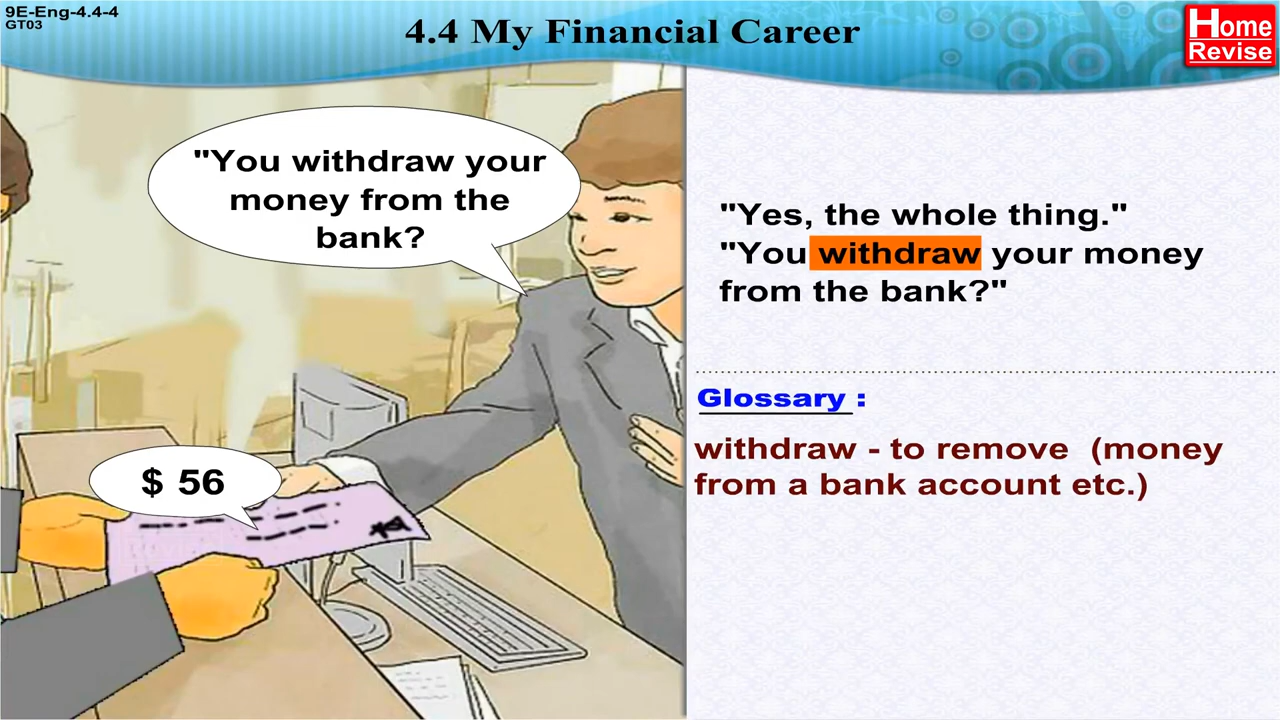 9E-Eng-4.4-4
GT03
4.4 My Financial Career
Home
Revise
"You withdraw your
money from the
bank?
$ 56
"Yes, the whole thing."
"You withdraw your money
from the bank?"
Glossary :
withdraw - to remove (money
from a bank account etc.)